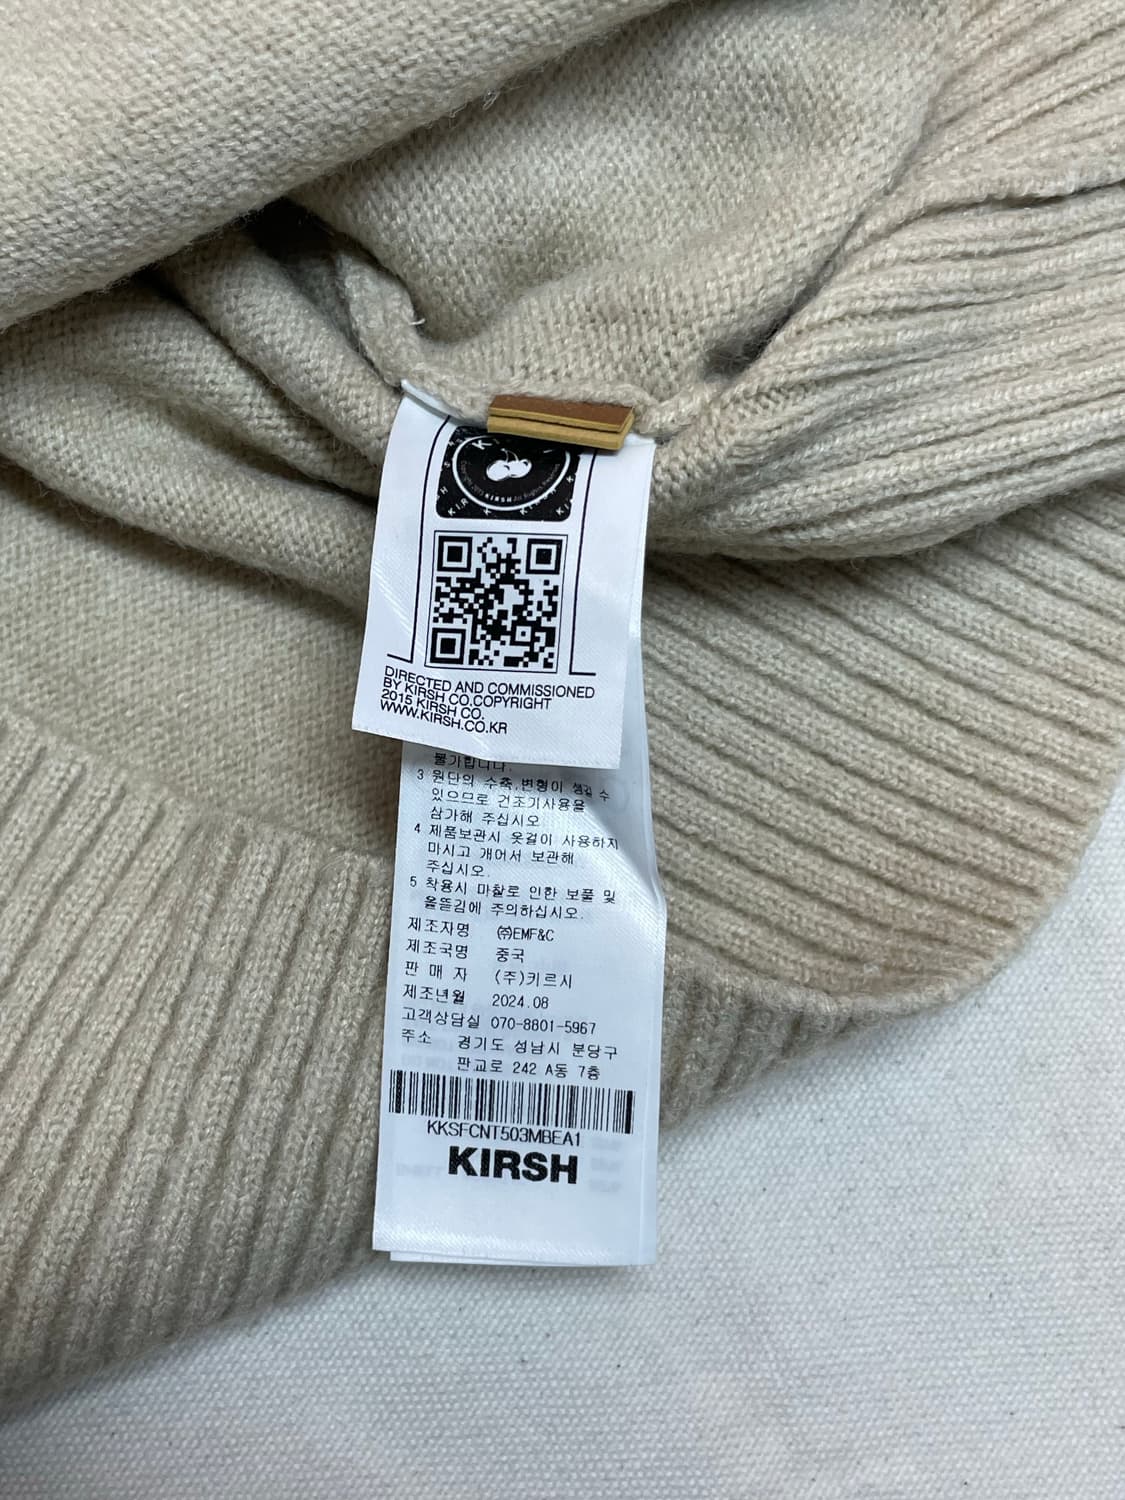 KIRSH
DIRECTED AND COMMISSIONED
BY KIRSH CO.COPYRIGHT
2015 KIRSH CO.
WWW.KIRSH.CO.KR
불가합니다.
3 원단의 수축,변형이 생길 수
있으므로 건조기사용을
삼가해 주십시오
4 제품보관시 옷걸이 사용하지
마시고 개어서 보관해
주십시오.
5 착용시 마찰로 인한 보풀 및
올뜯김에 주의하십시오.
제조자명 ㈜EMF&C
제조국명 중국
판 매 자 (주)키르시
제조년월 2024.08
고객상담실 070-8801-5967
주소 경기도 성남시 분당구
판교로 242 A동 7층
KKSFCNT503MBEA1
KIRSH